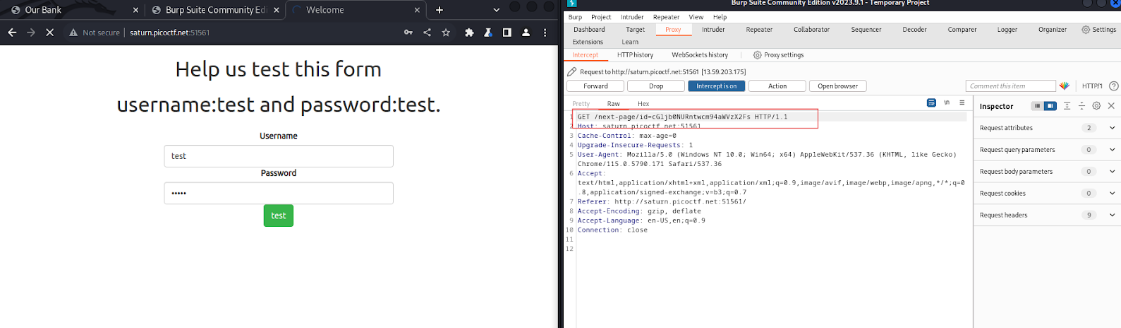 Our Bank
Burp Suite Community Edi
Welcome
Not secure | saturn.picoctf.net:51561
Help us test this form
username:test and password:test.
Username
test
Password
•••••
test
Burp Suite Community Edition v2023.9.1 - Temporary Project
Burp Project Intruder Repeater View Help
Dashboard Target Proxy Intruder Repeater Collaborator Sequencer Decoder Comparer Logger Organizer Settings
Extensions Learn
Intercept HTTP history WebSockets history Proxy settings
Request to http://saturn.picoctf.net:51561 [13.59.203.175]
Forward Drop Intercept is on Action Open browser
Comment this item HTTP/1
Pretty Raw Hex
1 GET /next-page/id=cGljb0NURntwcm94aWVzX2Fs HTTP/1.1
2 Host: saturn.picoctf.net:51561
3 Cache-Control: max-age=0
4 Upgrade-Insecure-Requests: 1
5 User-Agent: Mozilla/5.0 (Windows NT 10.0; Win64; x64) AppleWebKit/537.36 (KHTML, like Gecko)
Chrome/115.0.5790.171 Safari/537.36
6 Accept:
text/html,application/xhtml+xml,application/xml;q=0.9,image/avif,image/webp,image/apng,*/*;q=0
.8,application/signed-exchange;v=b3;q=0.7
7 Referer: http://saturn.picoctf.net:51561/
8 Accept-Encoding: gzip, deflate
9 Accept-Language: en-US,en;q=0.9
10 Connection: close
11
12
Inspector
Request attributes 2
Request query parameters 0
Request body parameters 0
Request cookies 0
Request headers 9